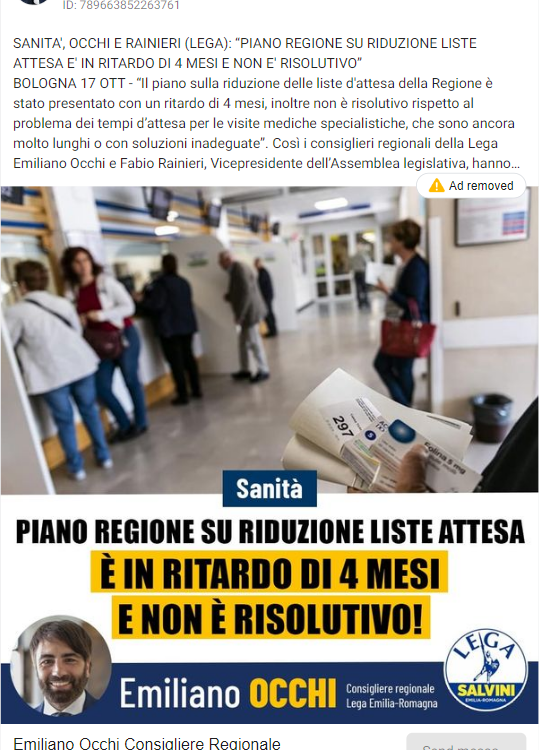 ID: 789663852263761
SANITA', OCCHI E RAINIERI (LEGA): “PIANO REGIONE SU RIDUZIONE LISTE
ATTESA E' IN RITARDO DI 4 MESI E NON E' RISOLUTIVO”
BOLOGNA 17 OTT - “Il piano sulla riduzione delle liste d'attesa della Regione è
stato presentato con un ritardo di 4 mesi, inoltre non è risolutivo rispetto al
problema dei tempi d'attesa per le visite mediche specialistiche, che sono ancora
molto lunghi o con soluzioni inadeguate”. Così i consiglieri regionali della Lega
Emiliano Occhi e Fabio Rainieri, Vicepresidente dell'Assemblea legislativa, hanno...
Ad removed
297
5 mg
Sanità
PIANO REGIONE SU RIDUZIONE LISTE ATTESA
È IN RITARDO DI 4 MESI
E NON È RISOLUTIVO!
Emiliano OCCHI
Consigliere regionale
Lega Emilia-Romagna
LEGA
SALVINI
EMILIA-ROMAGNA
Emiliano Occhi Consigliere Regionale